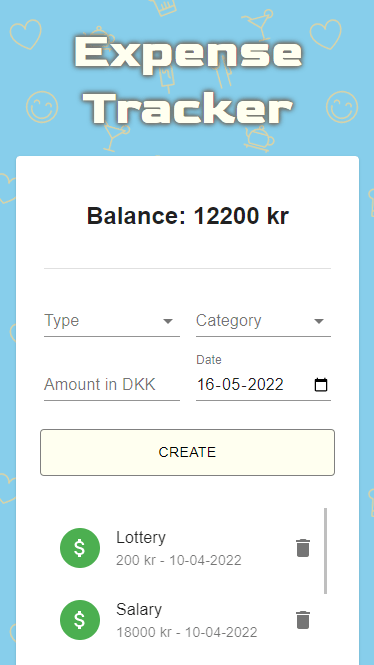 Expense
Tracker
Balance: 12200 kr
Type
Category
Date
Amount in DKK
16-05-2022
CREATE
$
Lottery
200 kr - 10-04-2022
$
Salary
18000 kr - 10-04-2022